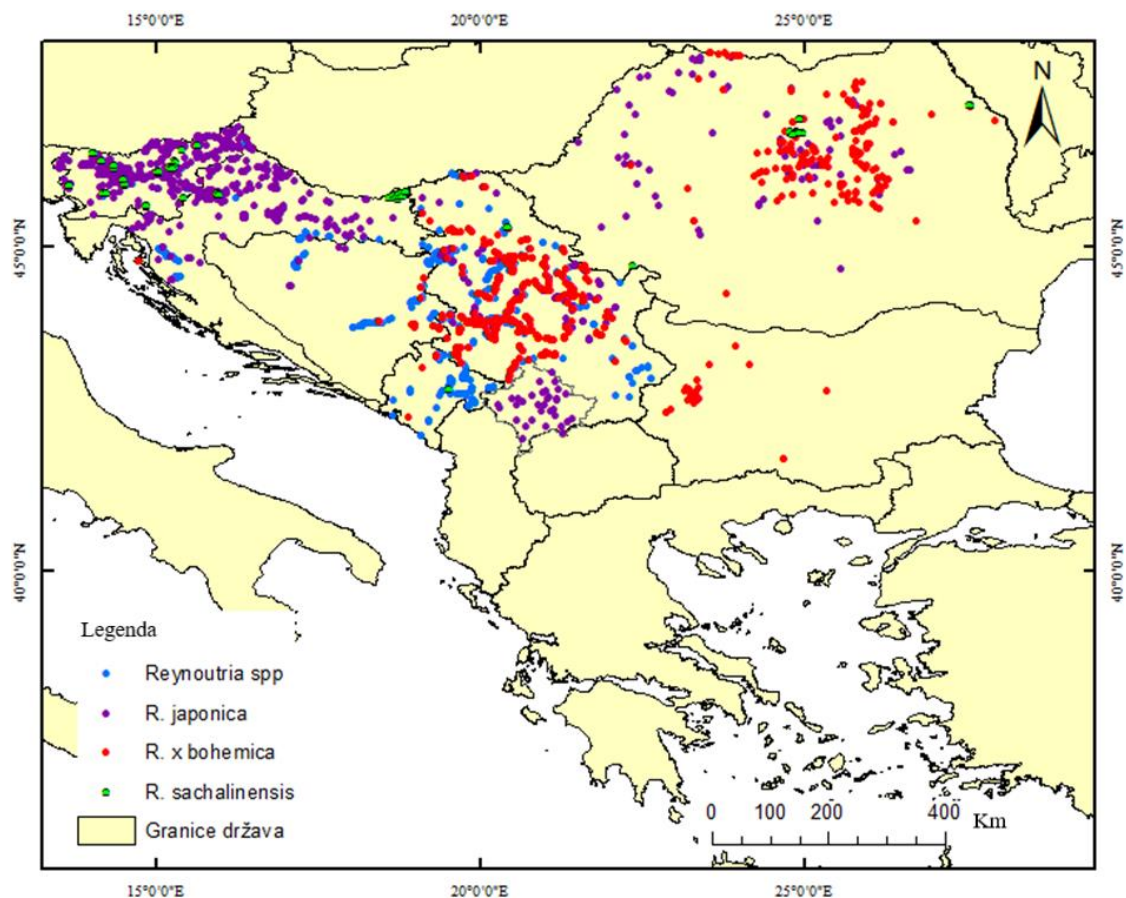 15°0'0"E 20°0'0"E 25°0'0"E
N
45°0'0"N 45°0'0"N
40°0'0"N 40°0'0"N
Legenda
Reynoutria spp
R. japonica
R. x bohemica
R. sachalinensis
Granice država
0 100 200 400 Km
15°0'0"E 20°0'0"E 25°0'0"E